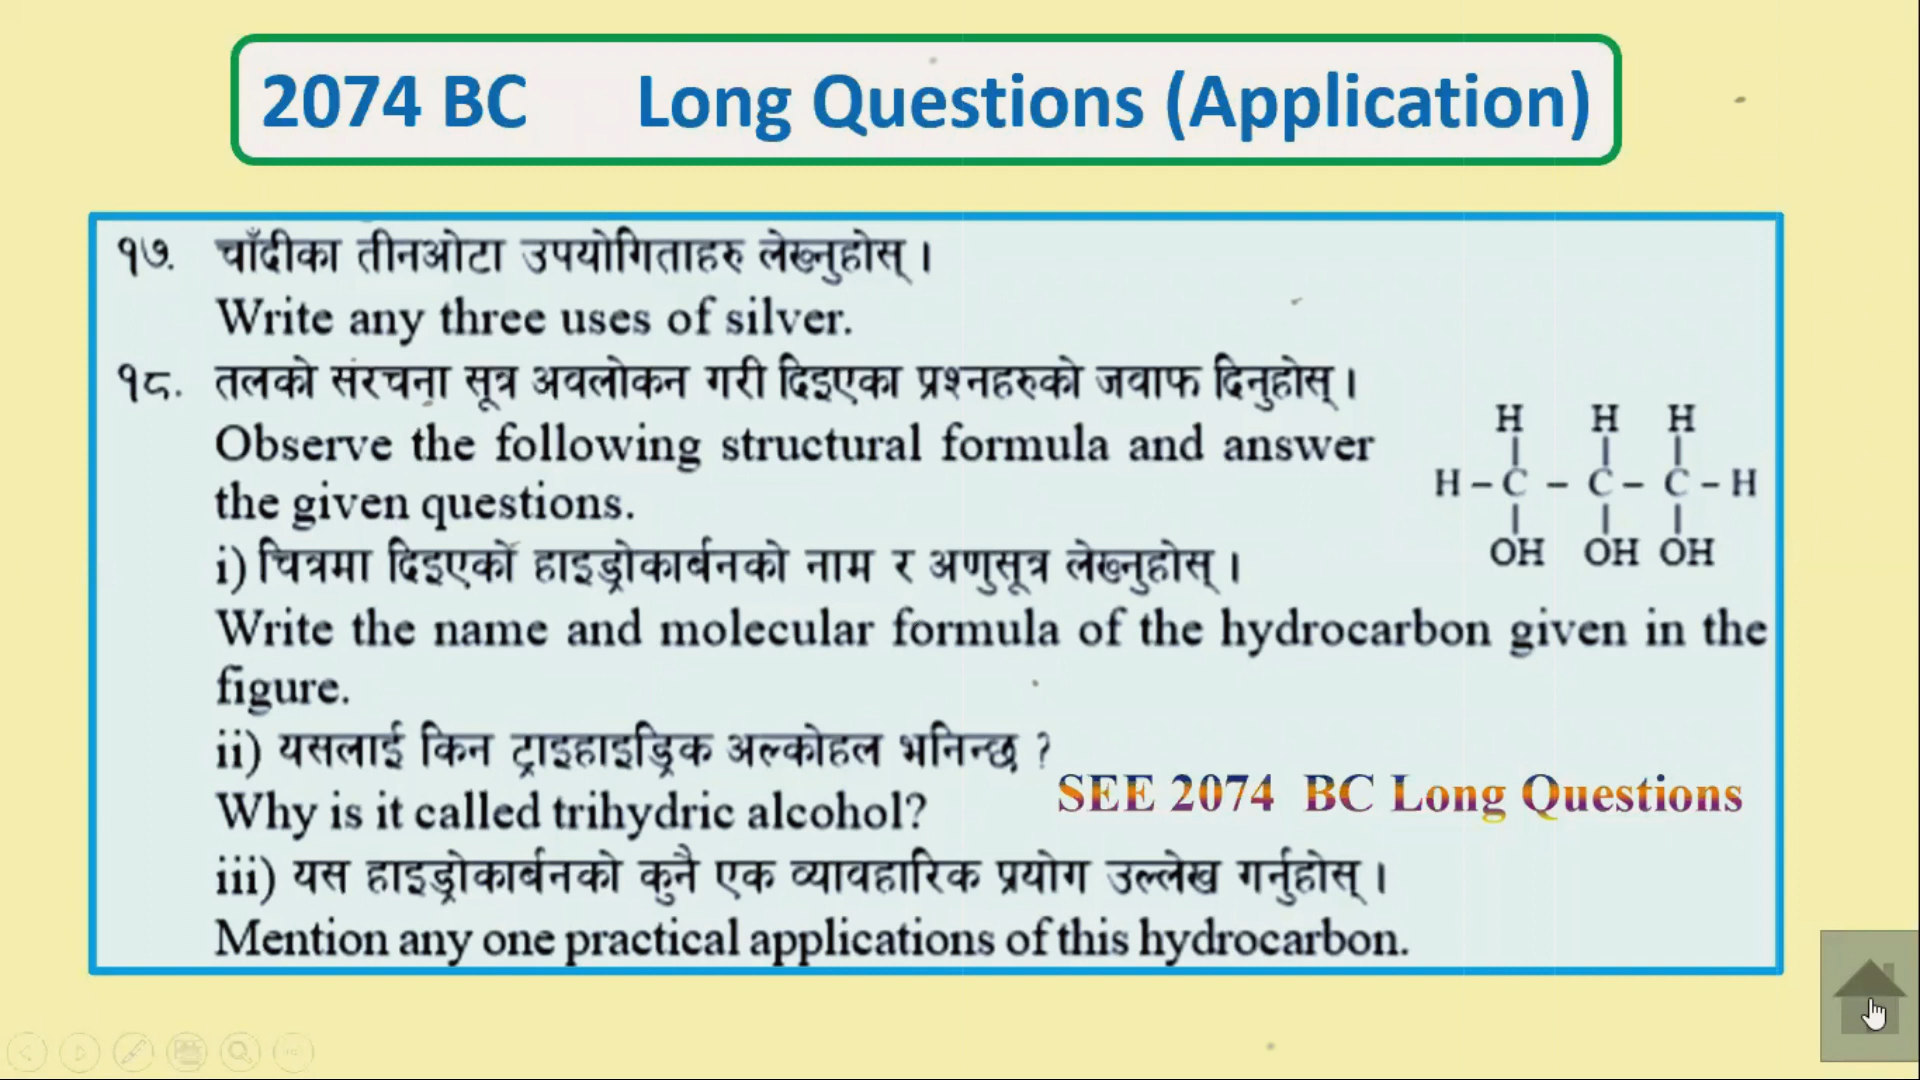 2074 BC Long Questions (Application)
१७. चाँदीका तीनओटा उपयोगिताहरु लेख्नुहोस् ।
Write any three uses of silver.
१८. तलको संरचना सूत्र अवलोकन गरी दिइएका प्रश्नहरुको जवाफ दिनुहोस् ।
Observe the following structural formula and answer
the given questions.
H H H
H – C – C – C – H
OH OH OH
i) चित्रमा दिइएको हाइड्रोकार्बनको नाम र अणुसूत्र लेख्नुहोस् ।
Write the name and molecular formula of the hydrocarbon given in the
figure.
ii) यसलाई किन ट्राइहाइड्रिक अल्कोहल भनिन्छ ?
Why is it called trihydric alcohol?
SEE 2074 BC Long Questions
iii) यस हाइड्रोकार्बनको कुनै एक व्यावहारिक प्रयोग उल्लेख गर्नुहोस् ।
Mention any one practical applications of this hydrocarbon.